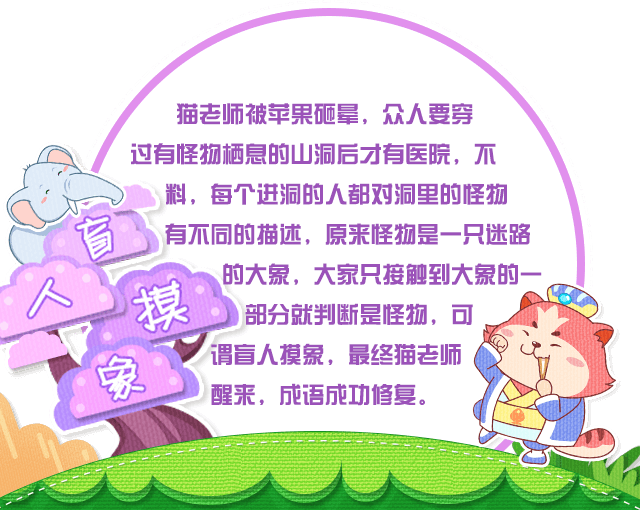 猫老师被苹果砸晕，众人要穿
过有怪物栖息的山洞后才有医院，不
料，每个进洞的人都对洞里的怪物
有不同的描述，原来怪物是一只迷路
的大象，大家只接触到大象的一
部分就判断是怪物，可
谓盲人摸象，最终猫老师
醒来，成语成功修复。
盲
人
摸
象